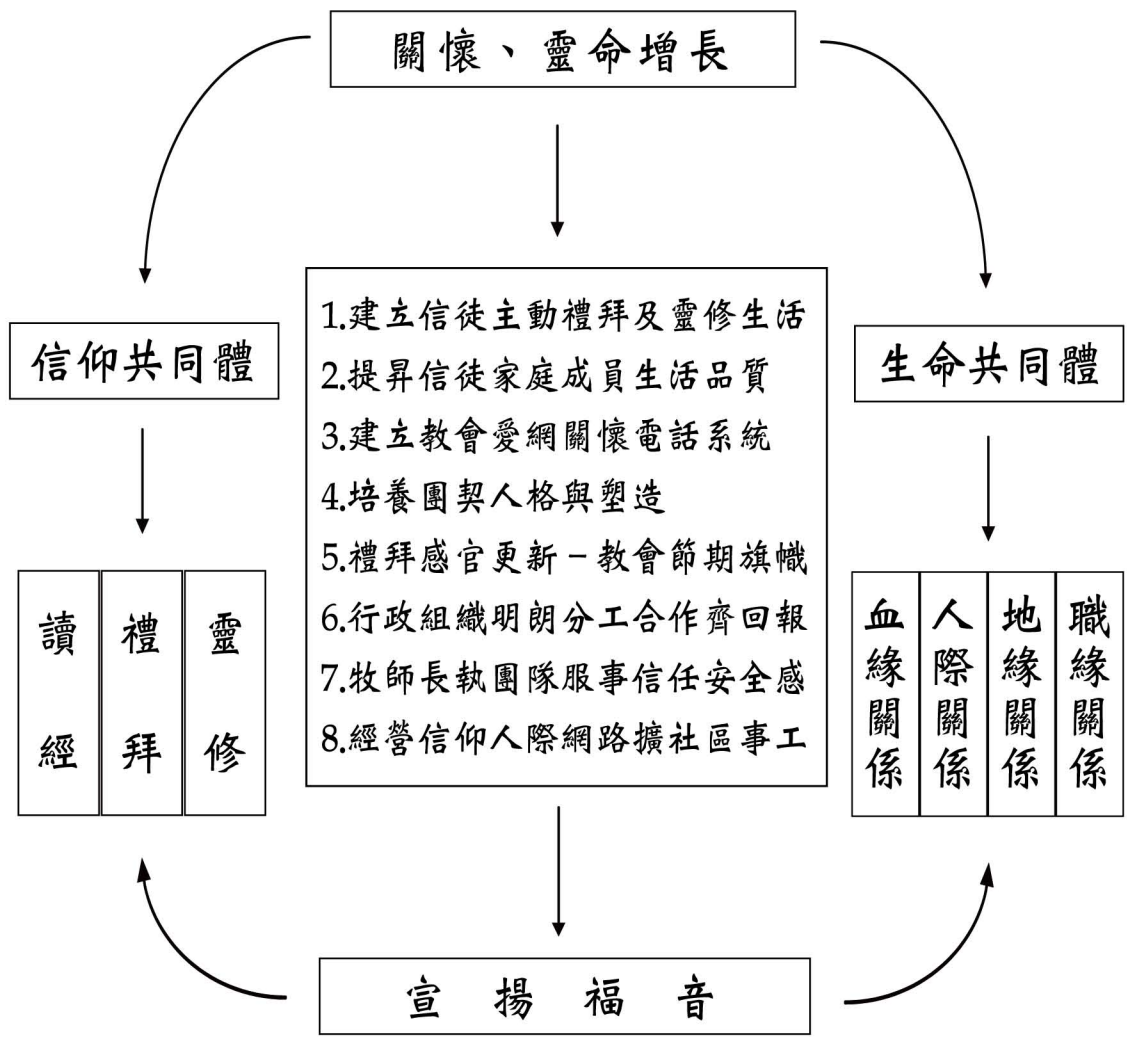 關懷、靈命增長
信仰共同體
1.建立信徒主動禮拜及靈修生活
2.提昇信徒家庭成員生活品質
3.建立教會愛網關懷電話系統
4.培養團契人格與塑造
5.禮拜感官更新－教會節期旗幟
6.行政組織明朗分工合作齊回報
7.牧師長執團隊服事信任安全感
8.經營信仰人際網路擴社區事工
生命共同體
讀經
禮拜
靈修
血緣關係
人際關係
地緣關係
職緣關係
宣揚福音